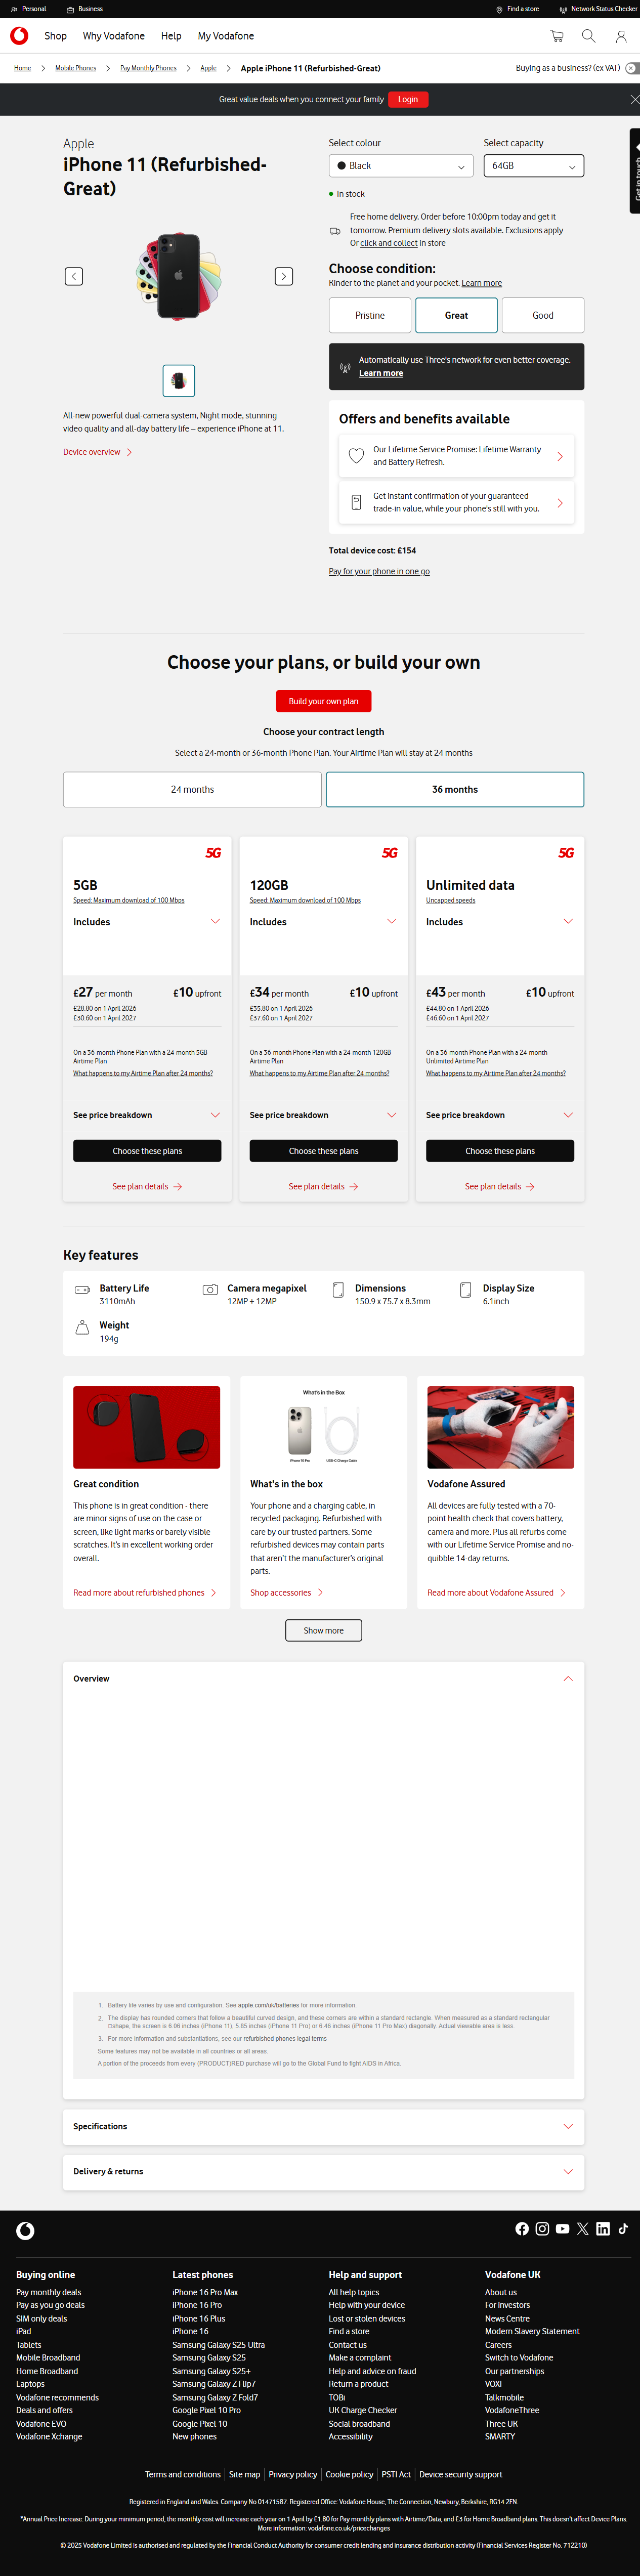 Personal
Business
Find a store
Network Status Checker
Shop
Why Vodafone
Help
My Vodafone
Home
Mobile Phones
Pay Monthly Phones
Apple
Apple iPhone 11 (Refurbished-Great)
Buying as a business? (ex VAT)
Great value deals when you connect your family
Login
Get in touch
Apple
iPhone 11 (Refurbished-
Great)
All-new powerful dual-camera system, Night mode, stunning
video quality and all-day battery life – experience iPhone at 11.
Device overview
Select colour
Select capacity
Black
64GB
In stock
Free home delivery. Order before 10:00pm today and get it
tomorrow. Premium delivery slots available. Exclusions apply
Or click and collect in store
Choose condition:
Kinder to the planet and your pocket. Learn more
Pristine
Great
Good
Automatically use Three's network for even better coverage.
Learn more
Offers and benefits available
Our Lifetime Service Promise: Lifetime Warranty
and Battery Refresh.
Get instant confirmation of your guaranteed
trade-in value, while your phone's still with you.
Total device cost: £154
Pay for your phone in one go
Choose your plans, or build your own
Build your own plan
Choose your contract length
Select a 24-month or 36-month Phone Plan. Your Airtime Plan will stay at 24 months
24 months
36 months
5G
5GB
Speed: Maximum download of 100 Mbps
Includes
£27 per month
£10 upfront
£28.80 on 1 April 2026
£30.60 on 1 April 2027
On a 36-month Phone Plan with a 24-month 5GB
Airtime Plan
What happens to my Airtime Plan after 24 months?
See price breakdown
Choose these plans
See plan details
5G
120GB
Speed: Maximum download of 100 Mbps
Includes
£34 per month
£10 upfront
£35.80 on 1 April 2026
£37.60 on 1 April 2027
On a 36-month Phone Plan with a 24-month 120GB
Airtime Plan
What happens to my Airtime Plan after 24 months?
See price breakdown
Choose these plans
See plan details
5G
Unlimited data
Uncapped speeds
Includes
£43 per month
£10 upfront
£44.80 on 1 April 2026
£46.60 on 1 April 2027
On a 36-month Phone Plan with a 24-month
Unlimited Airtime Plan
What happens to my Airtime Plan after 24 months?
See price breakdown
Choose these plans
See plan details
Key features
Battery Life
3110mAh
Camera megapixel
12MP + 12MP
Dimensions
150.9 x 75.7 x 8.3mm
Display Size
6.1inch
Weight
194g
Great condition
This phone is in great condition - there
are minor signs of use on the case or
screen, like light marks or barely visible
scratches. It's in excellent working order
overall.
Read more about refurbished phones
What's in the Box
iPhone 16 Pro
USB-C Charge Cable
What's in the box
Your phone and a charging cable, in
recycled packaging. Refurbished with
care by our trusted partners. Some
refurbished devices may contain parts
that aren't the manufacturer's original
parts.
Shop accessories
Vodafone Assured
All devices are fully tested with a 70-
point health check that covers battery,
camera and more. Plus all refurbs come
with our Lifetime Service Promise and no-
quibble 14-day returns.
Read more about Vodafone Assured
Show more
Overview
1. Battery life varies by use and configuration. See apple.com/uk/batteries for more information.
2. The display has rounded corners that follow a beautiful curved design, and these corners are within a standard rectangle. When measured as a standard rectangular
shape, the screen is 6.06 inches (iPhone 11), 5.85 inches (iPhone 11 Pro) or 6.46 inches (iPhone 11 Pro Max) diagonally. Actual viewable area is less.
3. For more information and substantiations, see our refurbished phones legal terms
Some features may not be available in all countries or all areas.
A portion of the proceeds from every (PRODUCT)RED purchase will go to the Global Fund to fight AIDS in Africa.
Specifications
Delivery & returns
Buying online
Pay monthly deals
Pay as you go deals
SIM only deals
iPad
Tablets
Mobile Broadband
Home Broadband
Laptops
Vodafone recommends
Deals and offers
Vodafone EVO
Vodafone Xchange
Latest phones
iPhone 16 Pro Max
iPhone 16 Pro
iPhone 16 Plus
iPhone 16
Samsung Galaxy S25 Ultra
Samsung Galaxy S25
Samsung Galaxy S25+
Samsung Galaxy Z Flip7
Samsung Galaxy Z Fold7
Google Pixel 10 Pro
Google Pixel 10
New phones
Help and support
All help topics
Help with your device
Lost or stolen devices
Find a store
Contact us
Make a complaint
Help and advice on fraud
Return a product
TOBi
UK Charge Checker
Social broadband
Accessibility
Vodafone UK
About us
For investors
News Centre
Modern Slavery Statement
Careers
Switch to Vodafone
Our partnerships
VOXI
Talkmobile
VodafoneThree
Three UK
SMARTY
Terms and conditions
Site map
Privacy policy
Cookie policy
PSTI Act
Device security support
Registered in England and Wales. Company No 01471587. Registered Office: Vodafone House, The Connection, Newbury, Berkshire, RG14 2FN.
*Annual Price Increase: During your minimum period, the monthly cost will increase each year on 1 April by £1.80 for Pay monthly plans with Airtime/Data, and £3 for Home Broadband plans. This doesn't affect Device Plans.
More information: vodafone.co.uk/pricechanges
© 2025 Vodafone Limited is authorised and regulated by the Financial Conduct Authority for consumer credit lending and insurance distribution activity (Financial Services Register No. 712210)